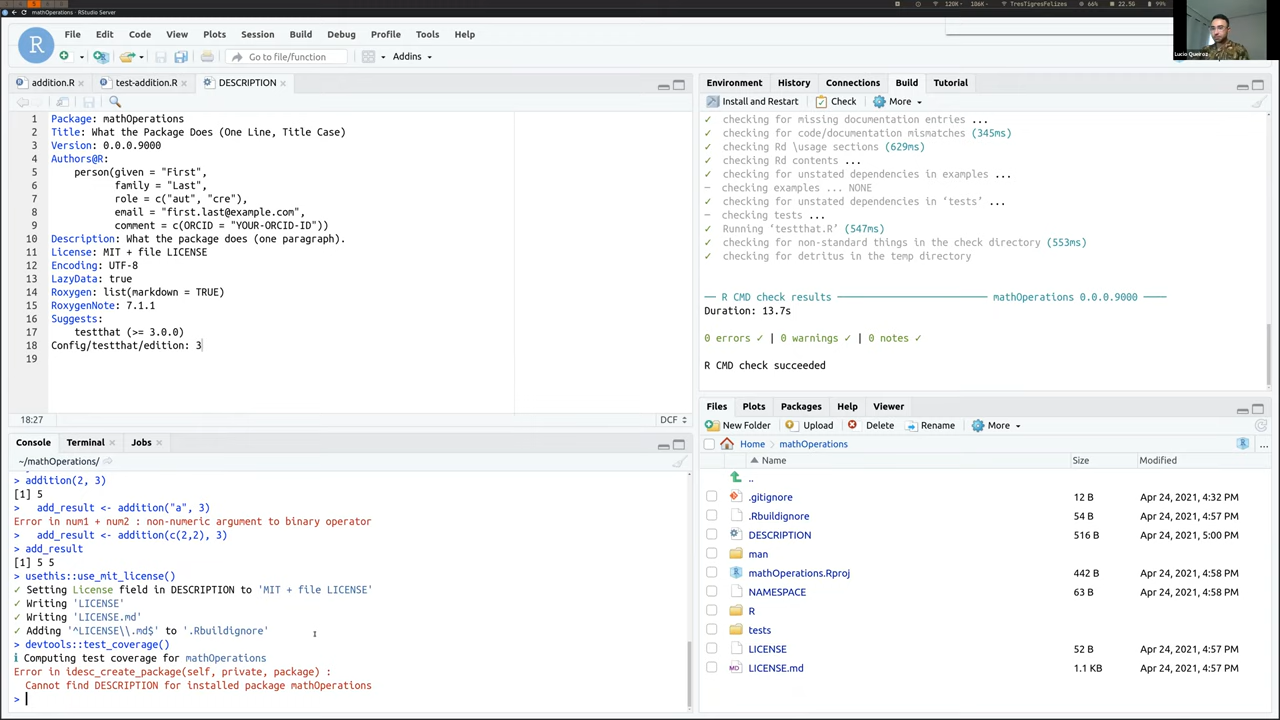 mathOperations - RStudio Server
120K
186K
TresTigresFelizes
66%
22.5G
99%
Lucio Queiroz
R
File Edit Code View Plots Session Build Debug Profile Tools Help
Go to file/function
Addins
addition.R
test-addition.R
DESCRIPTION
1 Package: mathOperations
2 Title: What the Package Does (One Line, Title Case)
3 Version: 0.0.0.9000
4 Authors@R:
5 person(given = "First",
6 family = "Last",
7 role = c("aut", "cre"),
8 email = "first.last@example.com",
9 comment = c(ORCID = "YOUR-ORCID-ID"))
10 Description: What the package does (one paragraph).
11 License: MIT + file LICENSE
12 Encoding: UTF-8
13 LazyData: true
14 Roxygen: list(markdown = TRUE)
15 RoxygenNote: 7.1.1
16 Suggests:
17 testthat (>= 3.0.0)
18 Config/testthat/edition: 3
19
18:27
DCF
Console Terminal Jobs
~/mathOperations/
> addition(2, 3)
[1] 5
> add_result <- addition("a", 3)
Error in num1 + num2 : non-numeric argument to binary operator
> add_result <- addition(c(2,2), 3)
> add_result
[1] 5 5
> usethis::use_mit_license()
✓ Setting License field in DESCRIPTION to 'MIT + file LICENSE'
✓ Writing 'LICENSE'
✓ Writing 'LICENSE.md'
✓ Adding '^LICENSE\\.md$' to '.Rbuildignore'
> devtools::test_coverage()
ℹ Computing test coverage for mathOperations
Error in idesc_create_package(self, private, package) :
Cannot find DESCRIPTION for installed package mathOperations
>
Environment History Connections Build Tutorial
Install and Restart Check More
✓ checking for missing documentation entries ...
✓ checking for code/documentation mismatches (345ms)
✓ checking Rd \usage sections (629ms)
✓ checking Rd contents ...
✓ checking for unstated dependencies in examples ...
─ checking examples ... NONE
✓ checking for unstated dependencies in ‘tests’ ...
─ checking tests ...
✓ Running ‘testthat.R’ (547ms)
✓ checking for non-standard things in the check directory (553ms)
✓ checking for detritus in the temp directory
── R CMD check results ──────────────── mathOperations 0.0.0.9000 ────
Duration: 13.7s
0 errors ✓ | 0 warnings ✓ | 0 notes ✓
R CMD check succeeded
Files Plots Packages Help Viewer
New Folder Upload Delete Rename More
Home mathOperations
Name Size Modified
..
.gitignore 12 B Apr 24, 2021, 4:32 PM
.Rbuildignore 54 B Apr 24, 2021, 4:57 PM
DESCRIPTION 516 B Apr 24, 2021, 5:00 PM
man
mathOperations.Rproj 442 B Apr 24, 2021, 4:58 PM
NAMESPACE 63 B Apr 24, 2021, 4:58 PM
R
tests
LICENSE 52 B Apr 24, 2021, 4:57 PM
LICENSE.md 1.1 KB Apr 24, 2021, 4:57 PM